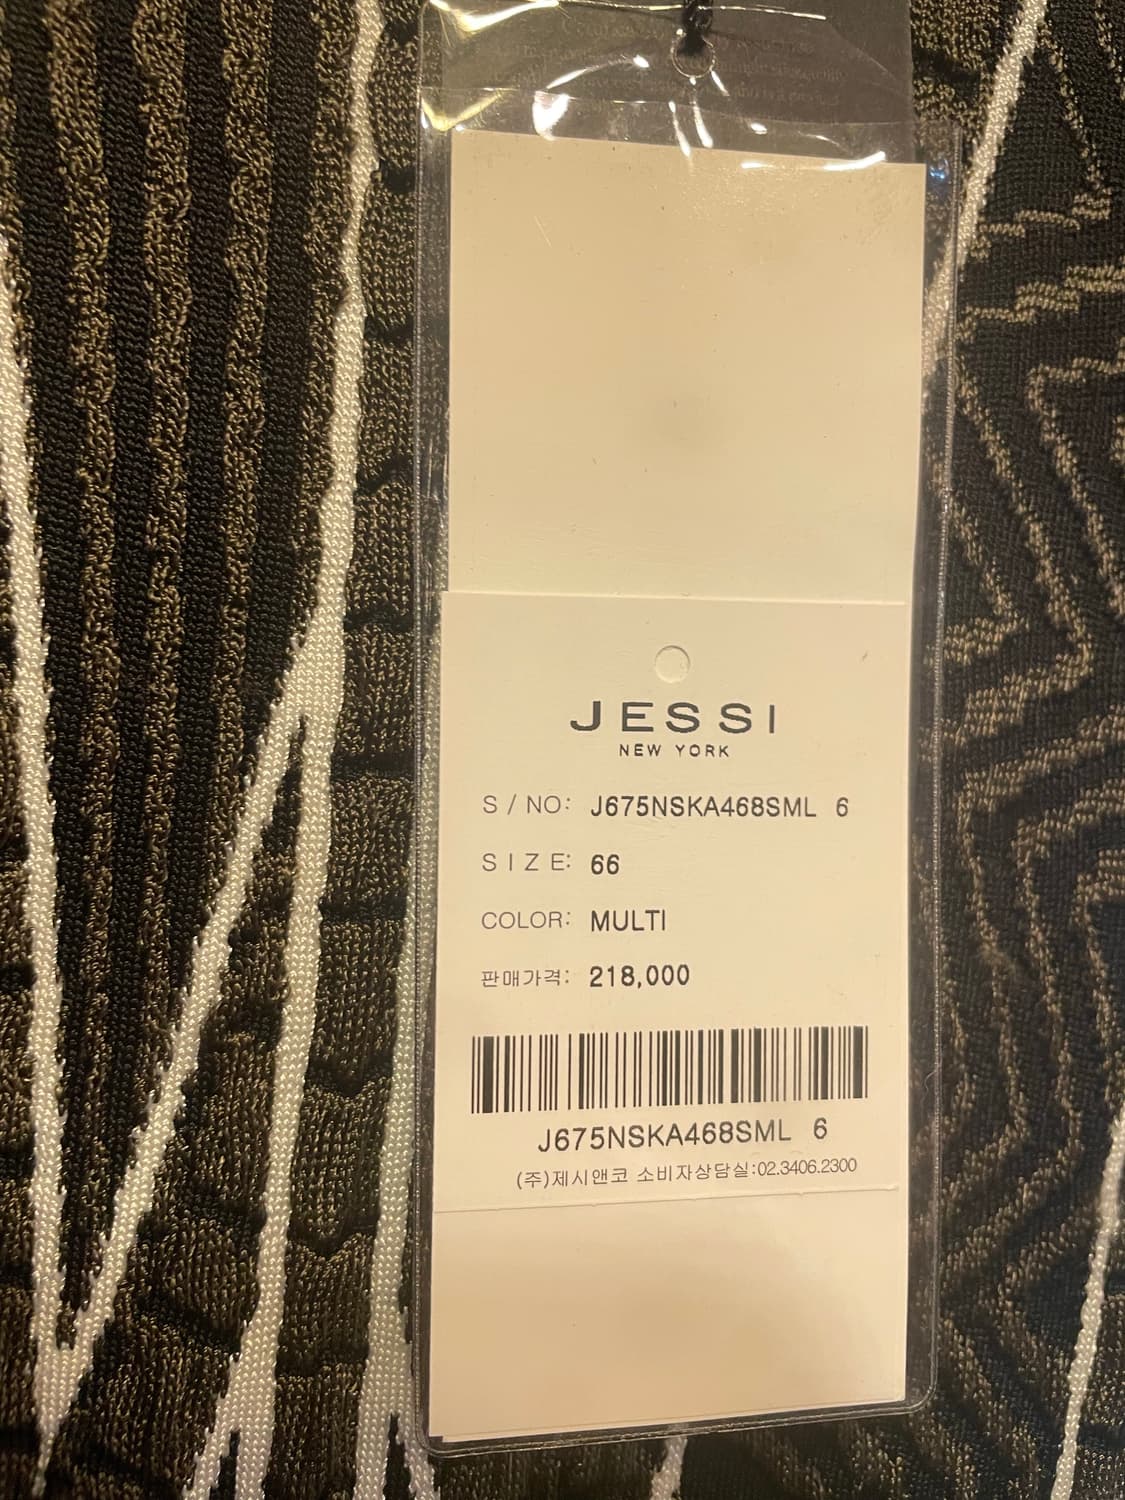 JESSI
NEW YORK
S / NO: J675NSKA468SML 6
SIZE: 66
COLOR: MULTI
판매가격: 218,000
J675NSKA468SML 6
(주)제시앤코 소비자상담실:02.3406.2300